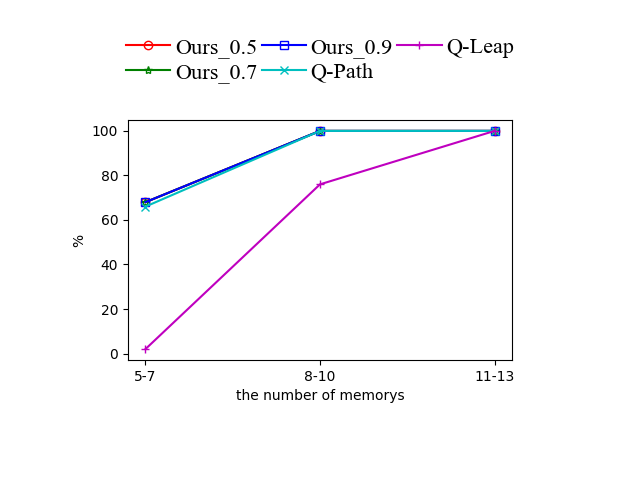 Ours_0.5 Ours_0.9 Q-Leap
Ours_0.7 Q-Path
100
80
60
40
20
0
%
5-7 8-10 11-13
the number of memorys